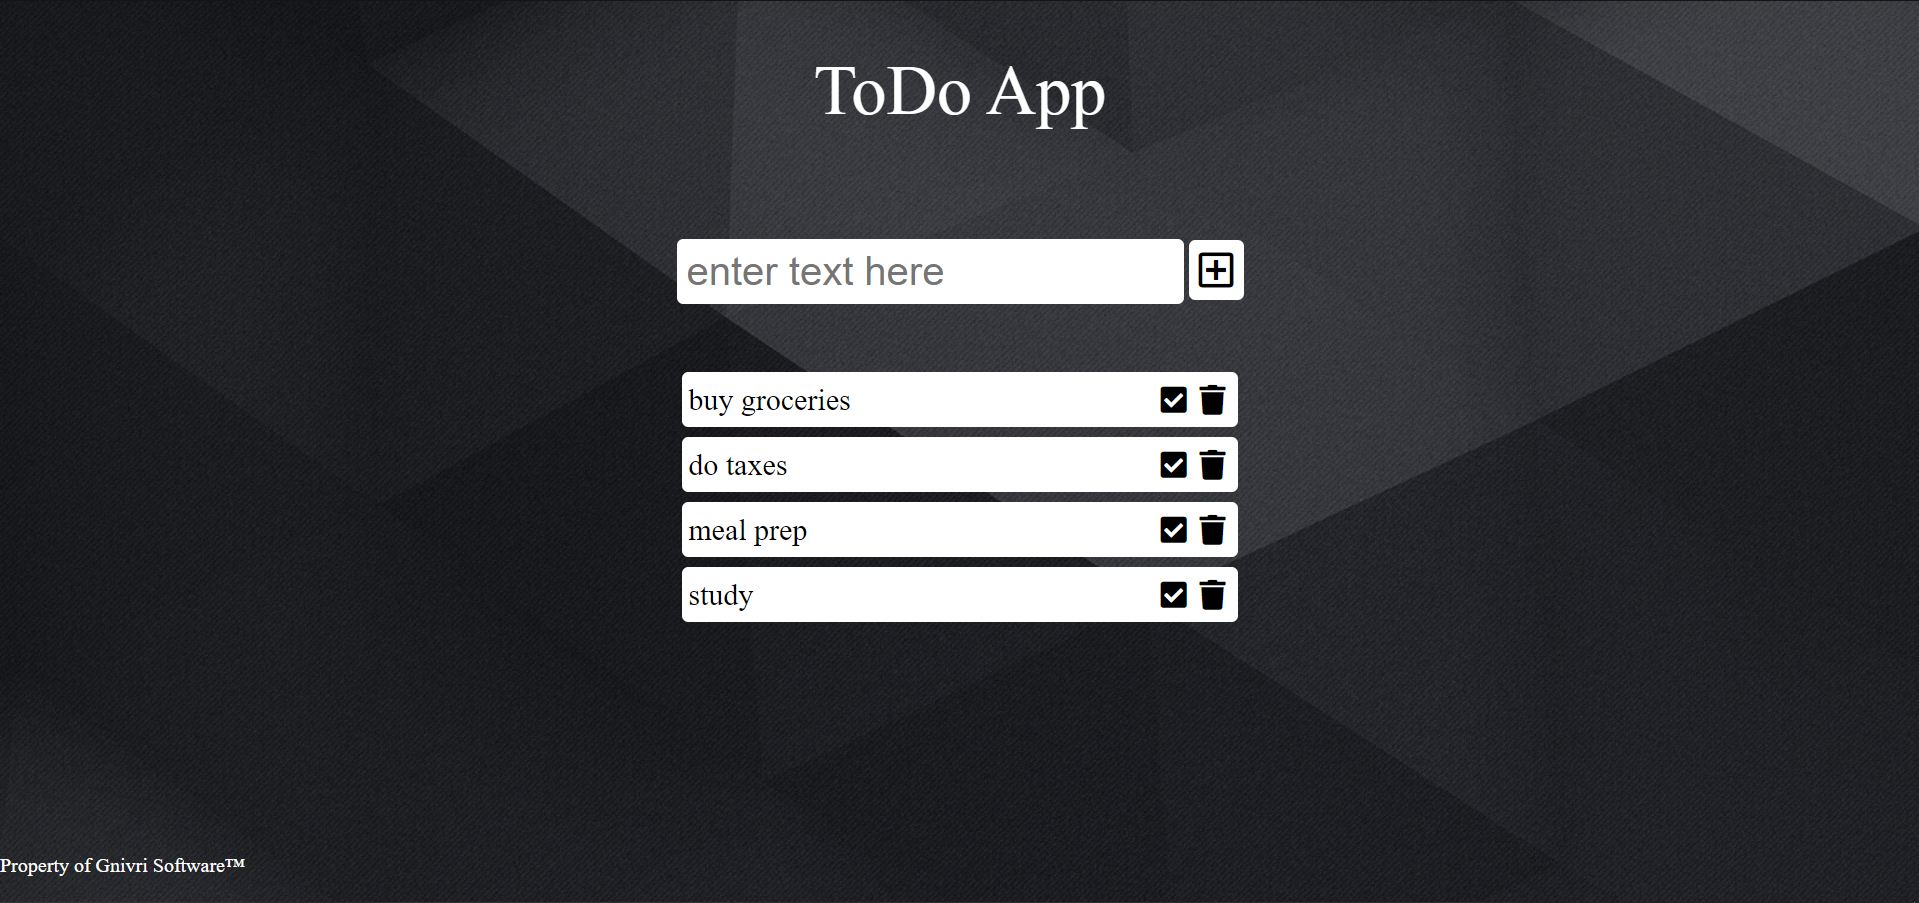 ToDo App
enter text here
buy groceries
do taxes
meal prep
study
Property of Gnivri Software™